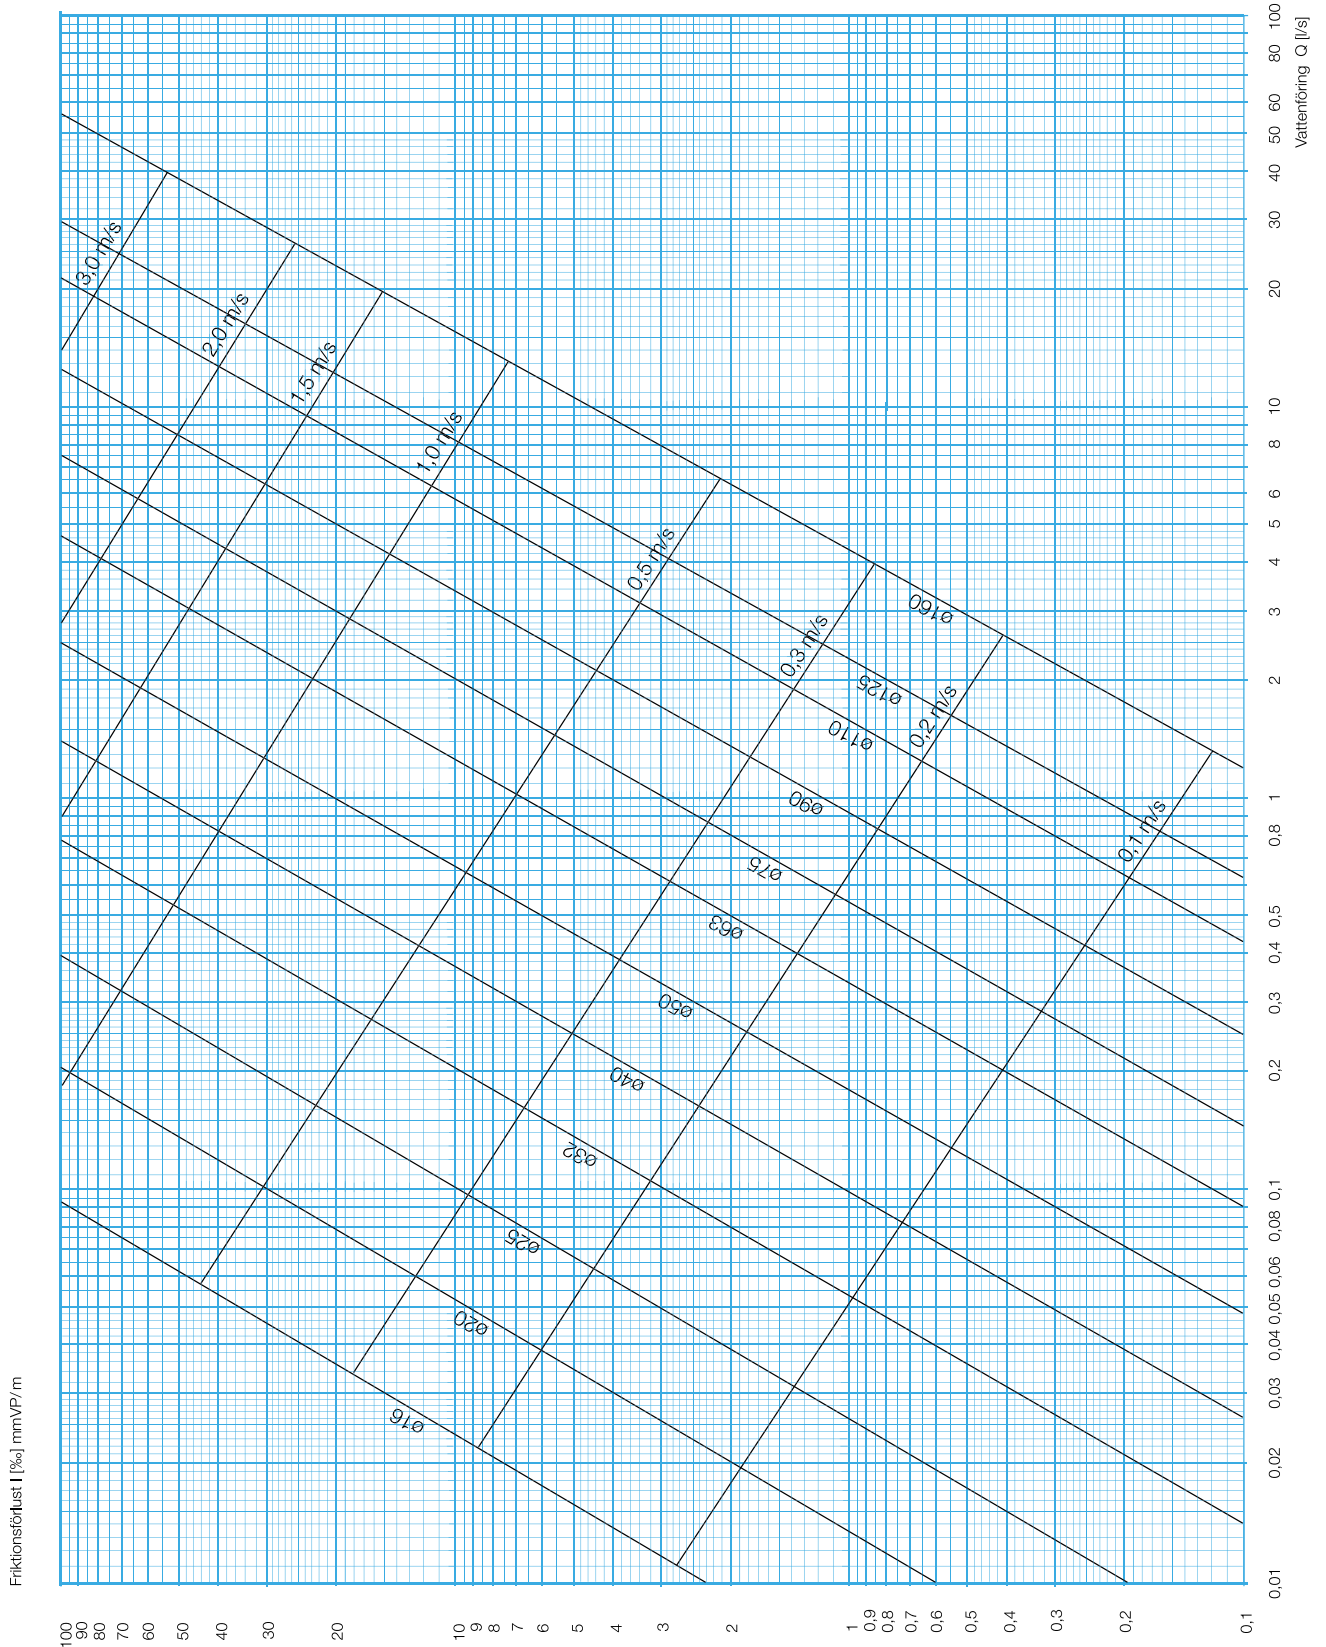 Friktionsförlust I [‰] mmVP/m
Vattenföring Q [l/s]
100
80
60
50
40
30
20
10
8
6
5
4
3
2
1
0,8
0,5
0,4
0,3
0,2
0,1
0,08
0,06
0,05
0,04
0,03
0,02
0,01
3,0 m/s
2,0 m/s
1,5 m/s
1,0 m/s
0,5 m/s
0,3 m/s
0,2 m/s
0,1 m/s
ø160
ø125
ø110
ø90
ø75
ø63
ø50
ø40
ø32
ø25
ø20
ø16
100
90
80
70
60
50
40
30
20
10
9
8
7
6
5
4
3
2
1
0,9
0,8
0,7
0,6
0,5
0,4
0,3
0,2
0,1